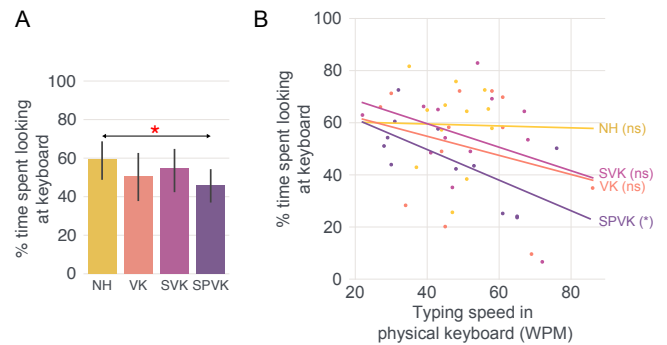 A
% time spent looking
at keyboard
100
80
60
40
20
0
*
NH
VK
SVK
SPVK
B
% time spent looking
at keyboard
100
80
60
40
20
0
NH (ns)
SVK (ns)
VK (ns)
SPVK (*)
20
40
60
80
Typing speed in
physical keyboard (WPM)